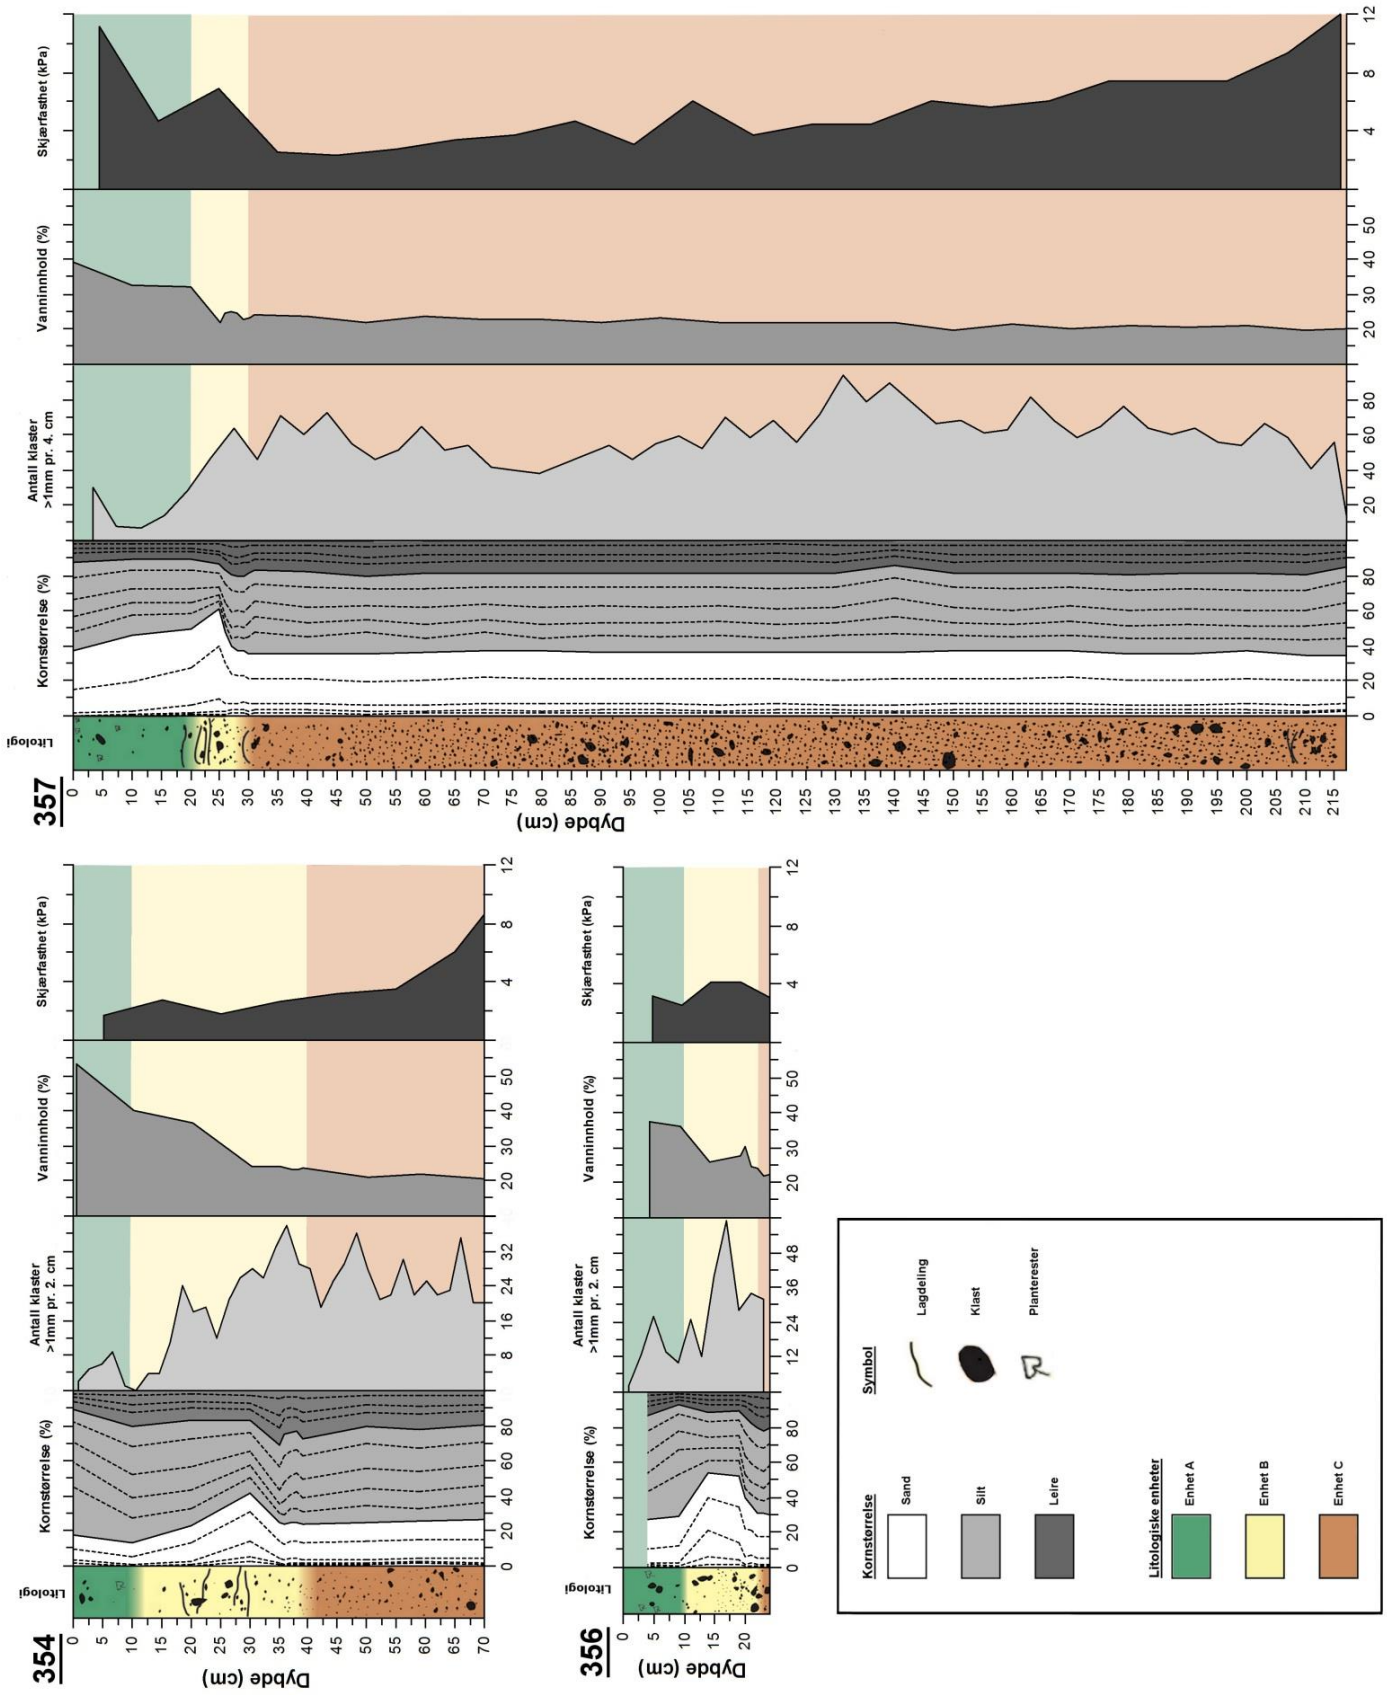 357
Litologi
Kornstørrelse (%)
Antall klaster
>1mm pr. 4. cm
Vanninnhold (%)
Skjærfasthet (kPa)
Dybde (cm)
0 5 10 15 20 25 30 35 40 45 50 55 60 65 70 75 80 85 90 95 100 105 110 115 120 125 130 135 140 145 150 155 160 165 170 175 180 185 190 195 200 205 210 215
0 20 40 60 80
20 40 60 80
20 30 40 50
4 8 12
354
Litologi
Kornstørrelse (%)
Antall klaster
>1mm pr. 2. cm
Vanninnhold (%)
Skjærfasthet (kPa)
Dybde (cm)
0 5 10 15 20 25 30 35 40 45 50 55 60 65 70
0 20 40 60 80
8 16 24 32
20 30 40 50
4 8 12
356
Litologi
Kornstørrelse (%)
Antall klaster
>1mm pr. 2. cm
Vanninnhold (%)
Skjærfasthet (kPa)
Dybde (cm)
0 5 10 15 20
0 20 40 60 80
12 24 36 48
20 30 40 50
4 8 12
Kornstørrelse
Sand
Silt
Leire
Symbol
Lagdeling
Klast
Planterester
Litologiske enheter
Enhet A
Enhet B
Enhet C